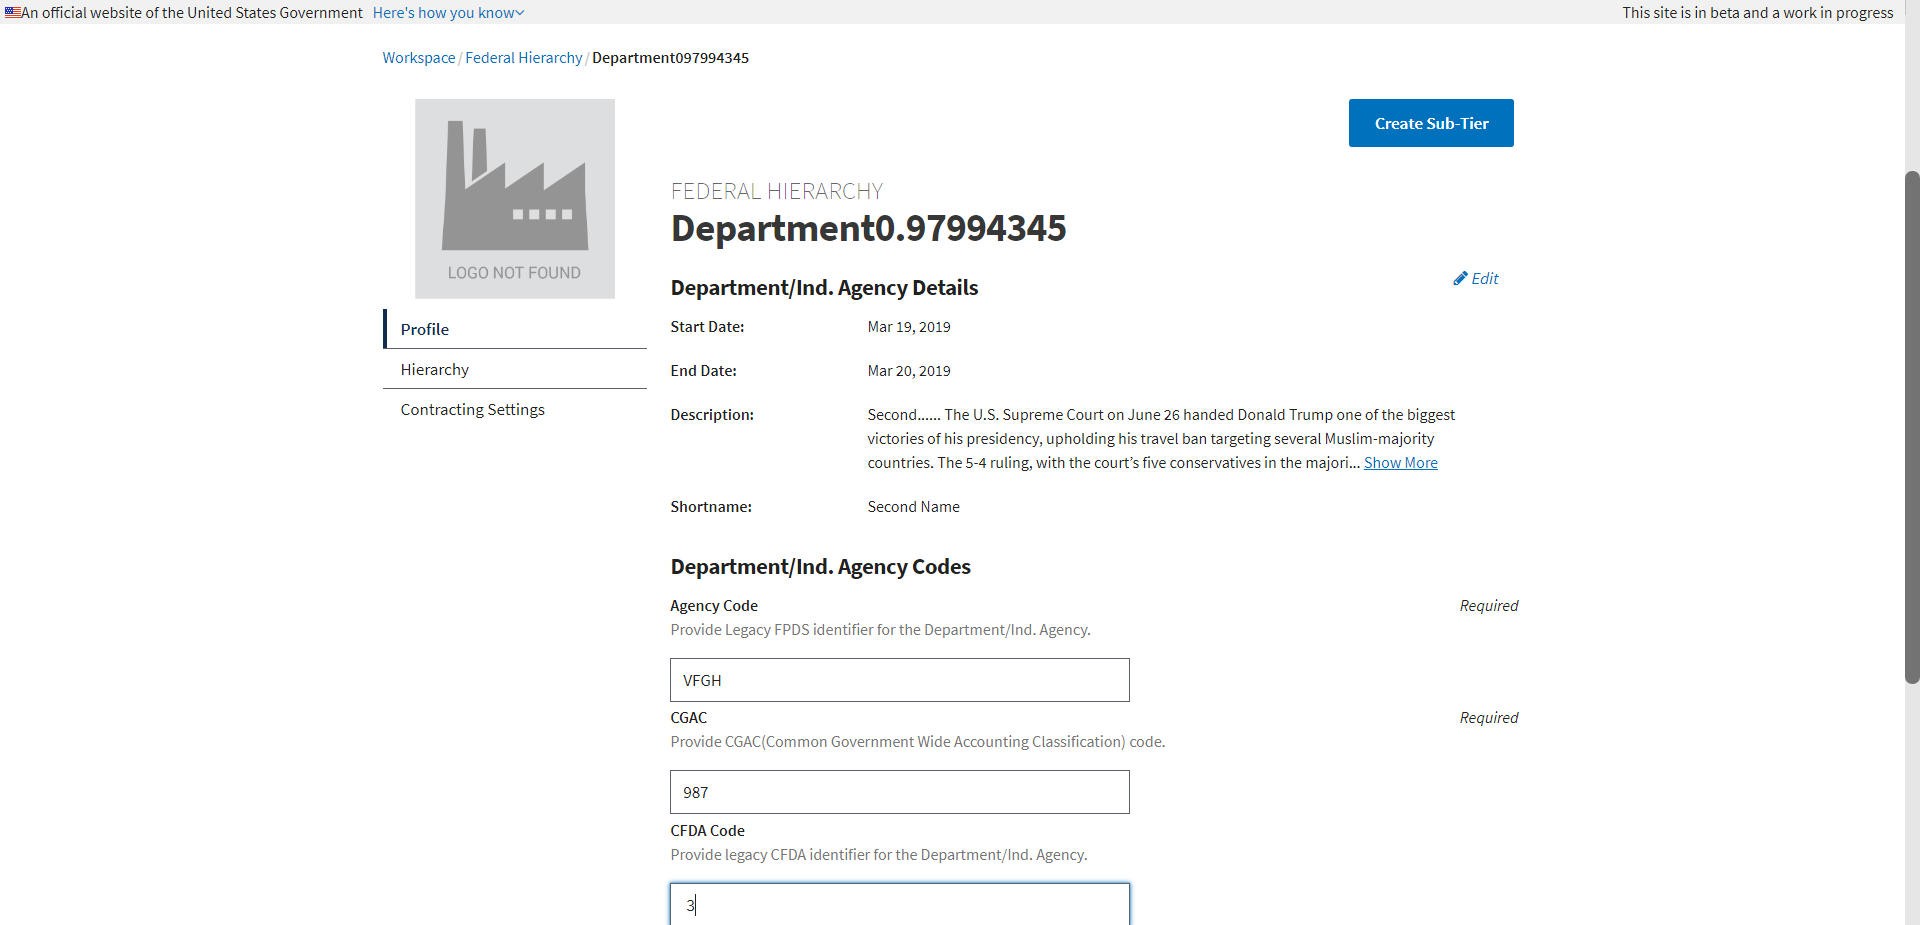 An official website of the United States Government Here's how you know
This site is in beta and a work in progress
Workspace / Federal Hierarchy / Department097994345
LOGO NOT FOUND
Create Sub-Tier
Profile
Hierarchy
Contracting Settings
FEDERAL HIERARCHY
Department0.97994345
Department/Ind. Agency Details
Edit
Start Date: Mar 19, 2019
End Date: Mar 20, 2019
Description: Second...... The U.S. Supreme Court on June 26 handed Donald Trump one of the biggest
victories of his presidency, upholding his travel ban targeting several Muslim-majority
countries. The 5-4 ruling, with the court’s five conservatives in the majori... Show More
Shortname: Second Name
Department/Ind. Agency Codes
Agency Code Required
Provide Legacy FPDS identifier for the Department/Ind. Agency.
VFGH
CGAC Required
Provide CGAC(Common Government Wide Accounting Classification) code.
987
CFDA Code
Provide legacy CFDA identifier for the Department/Ind. Agency.
3